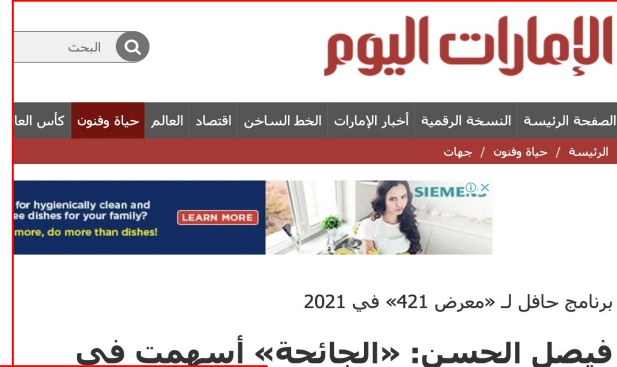 الإمارات اليوم
البحث
الصفحة الرئيسة النسخة الرقمية أخبار الإمارات الخط الساخن اقتصاد العالم حياة وفنون كأس العا
الرئيسة / حياة وفنون / جهات
SIEMENS
for hygienically clean and
ee dishes for your family?
more, do more than dishes!
LEARN MORE
برنامج حافل لـ «معرض 421» في 2021
فيصل الحسن: «الجائحة» أسهمت في